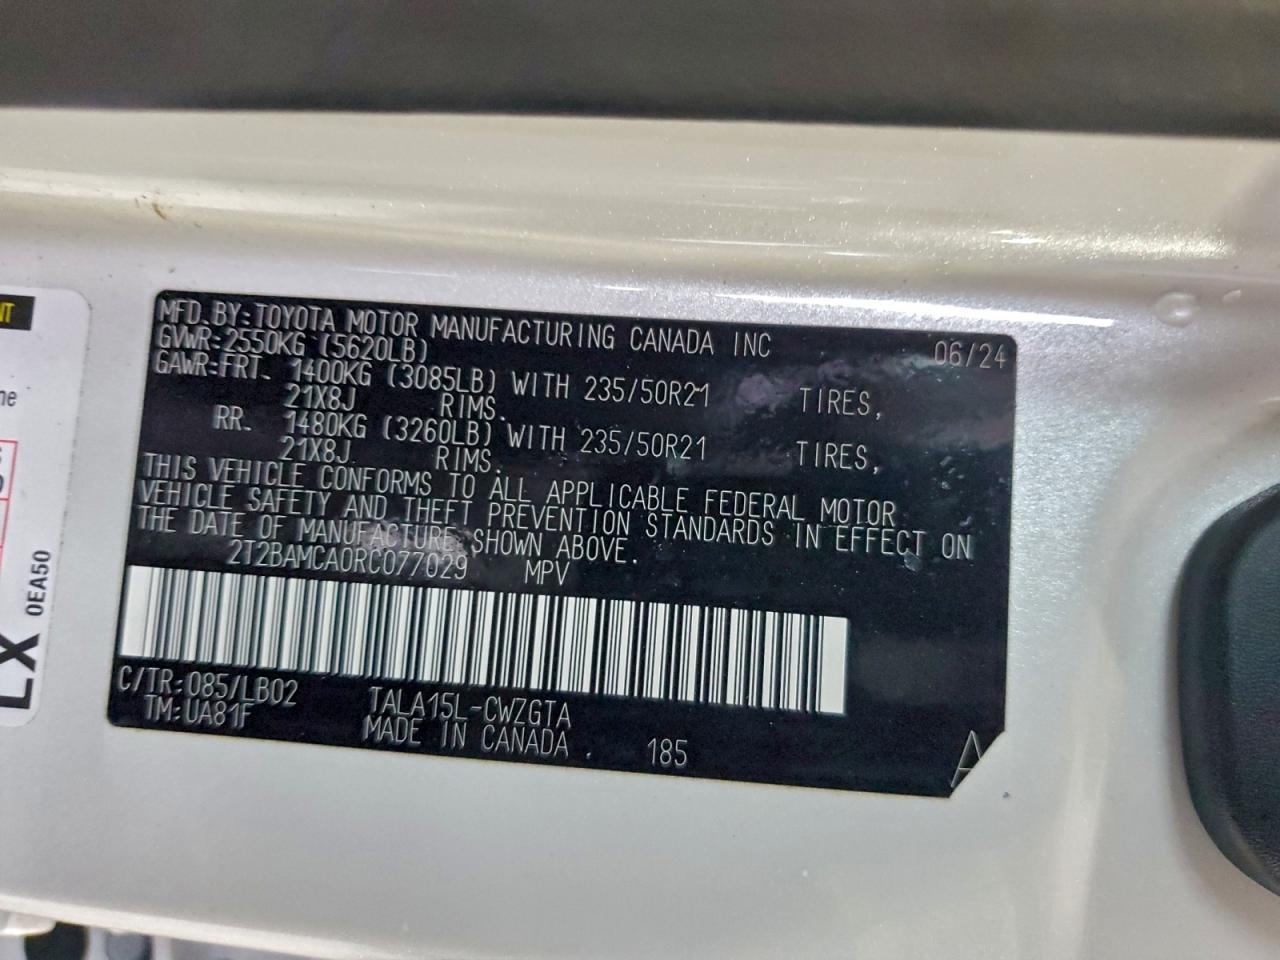 MFD.BY:TOYOTA MOTOR MANUFACTURING CANADA INC 06/24
GVWR:2550KG (5620LB)
GAWR:FRT. 1400KG (3085LB) WITH 235/50R21 TIRES,
21X8J RIMS.
RR. 1480KG (3260LB) WITH 235/50R21 TIRES,
21X8J RIMS.
THIS VEHICLE CONFORMS TO ALL APPLICABLE FEDERAL MOTOR
VEHICLE SAFETY AND THEFT PREVENTION STANDARDS IN EFFECT ON
THE DATE OF MANUFACTURE SHOWN ABOVE.
2T2BAMCA0RC077029 MPV
C/TR:085/LB02 TALA15L-CWZGTA
TM:UA81F MADE IN CANADA . 185
A
0EA50